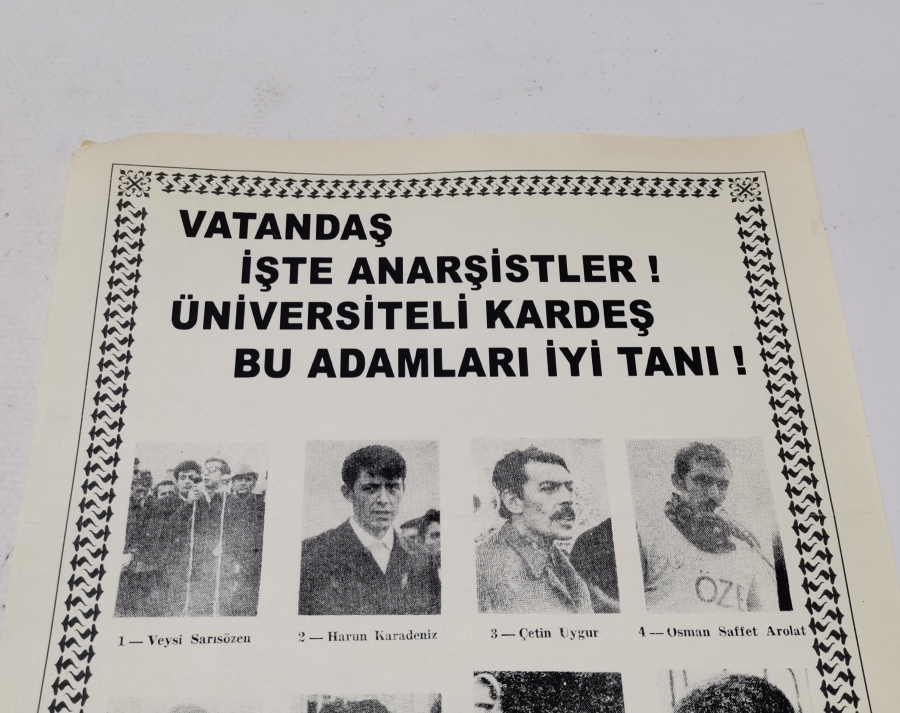 VATANDAŞ
İŞTE ANARŞİSTLER !
ÜNİVERSİTELİ KARDEŞ
BU ADAMLARI İYİ TANI !
ÖZE
1 — Veysi Sarısözen
2 — Harun Karadeniz
3 — Çetin Uygur
4 — Osman Saffet Arolat